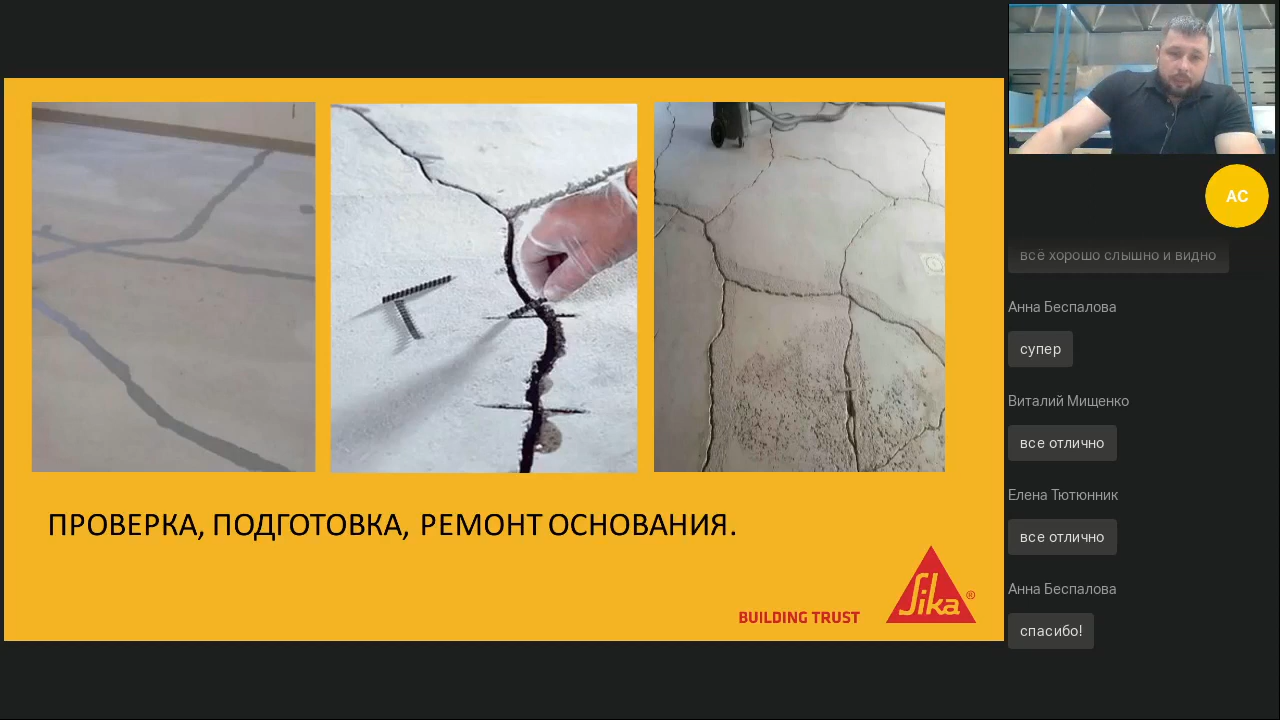 ПРОВЕРКА, ПОДГОТОВКА, РЕМОНТ ОСНОВАНИЯ.
BUILDING TRUST
Sika®
АС
всё хорошо слышно и видно
Анна Беспалова
супер
Виталий Мищенко
все отлично
Елена Тютюнник
все отлично
Анна Беспалова
спасибо!